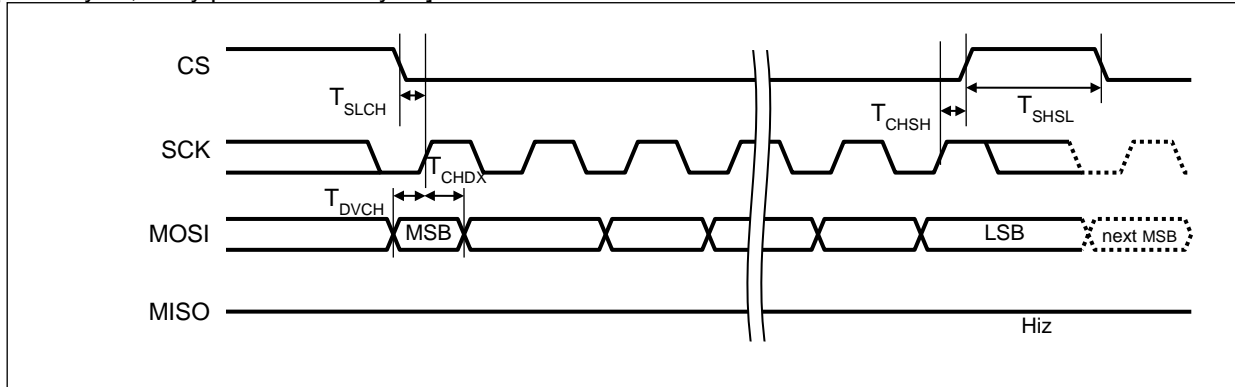 CS
T_SLCH
T_CHSH
T_SHSL
SCK
T_CHDX
T_DVCH
MOSI
MSB
LSB
next MSB
MISO
Hiz